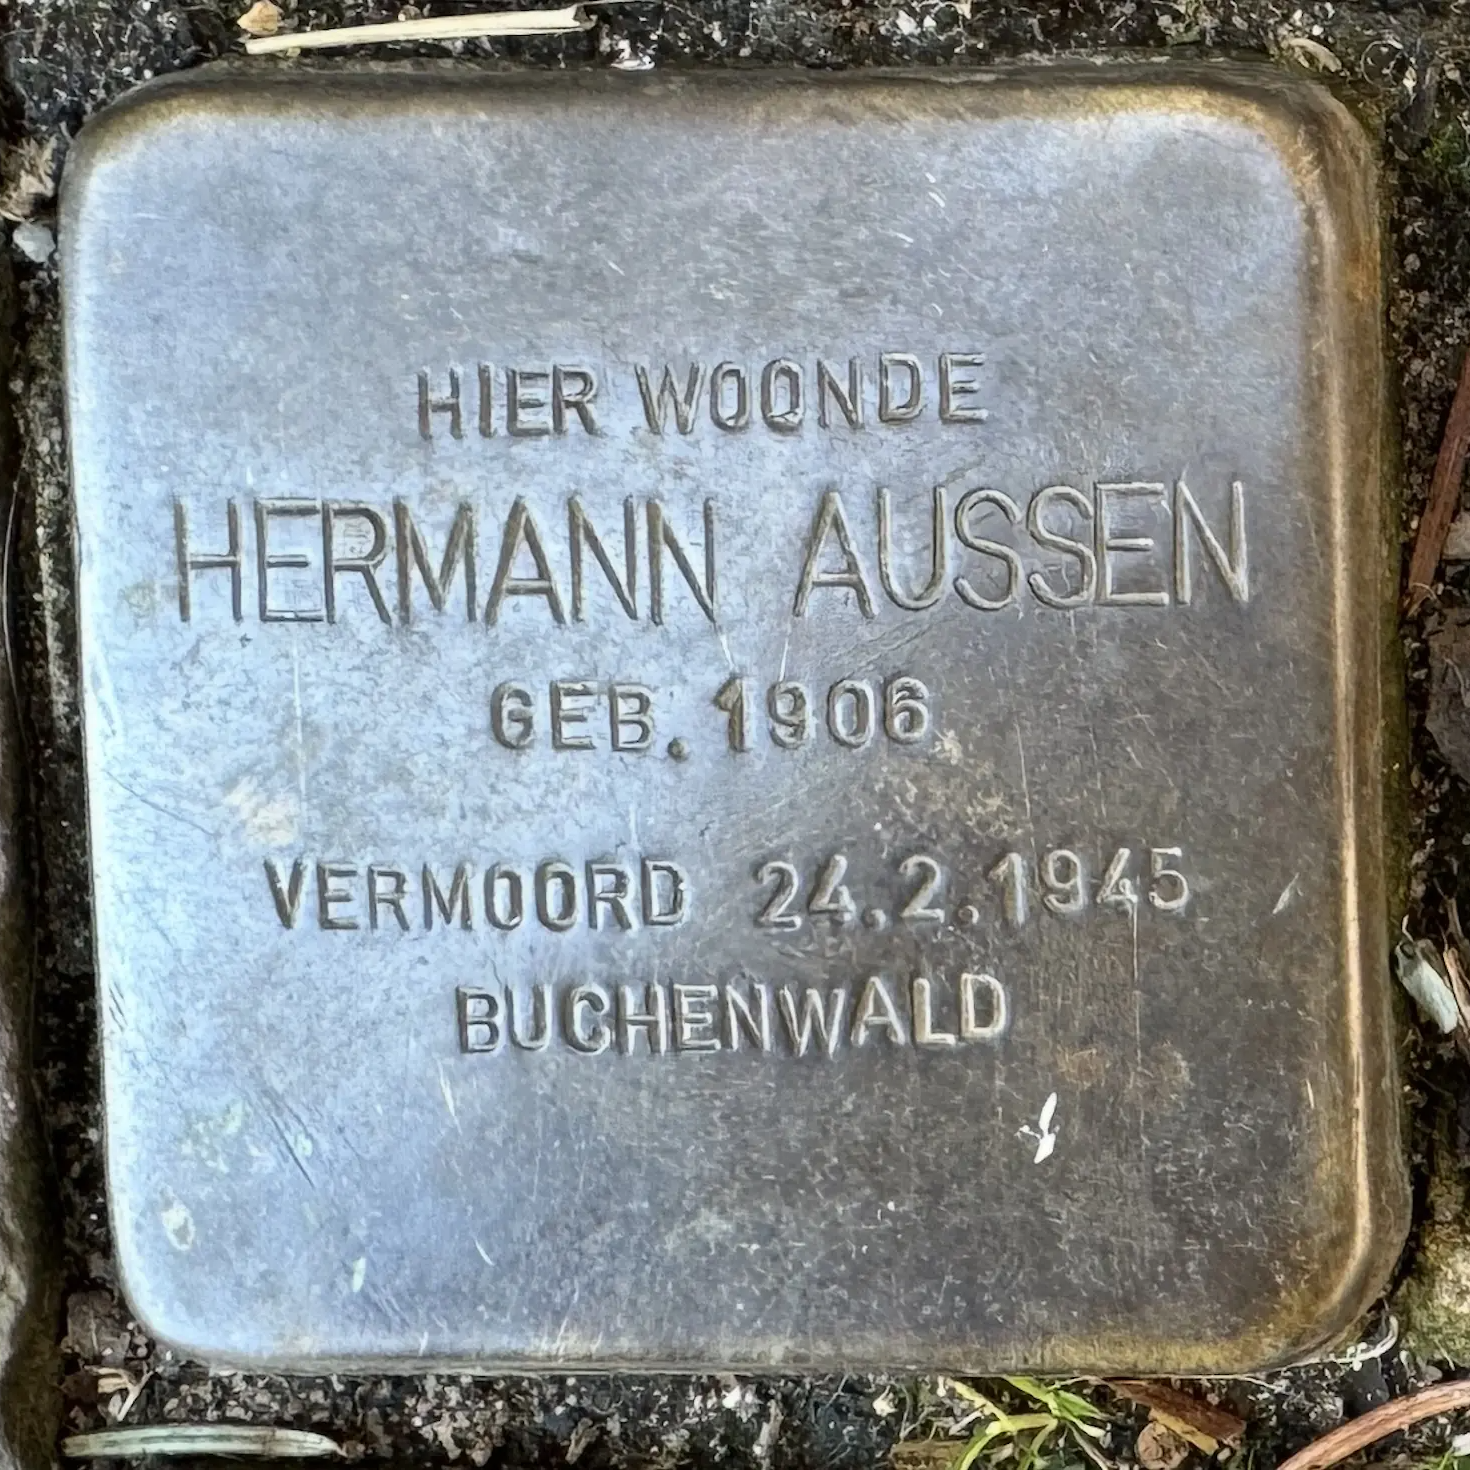 HIER WOONDE
HERMANN AUSSEN
GEB. 1906
VERMOORD 24.2.1945
BUCHENWALD